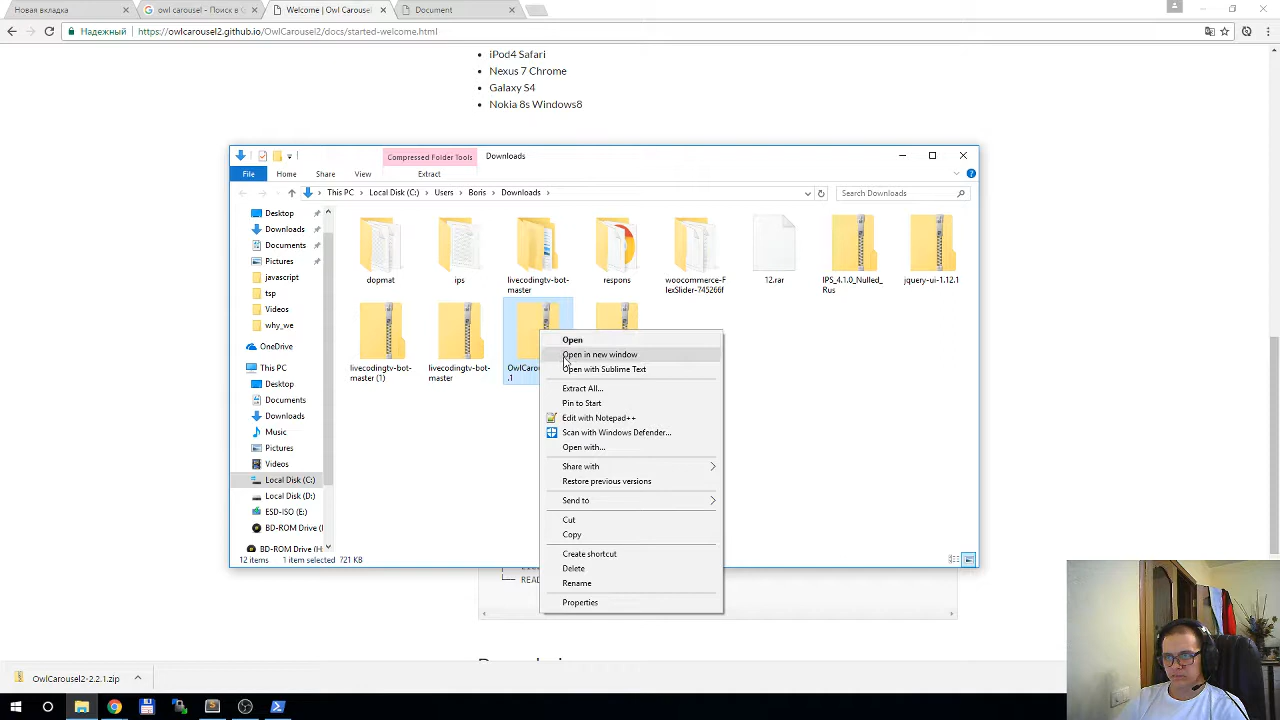 Новая вкладка
owl carousel - Поиск в G
Welcome | Owl Carousel
Document
Надежный
https://owlcarousel2.github.io/OwlCarousel2/docs/started-welcome.html
iPod4 Safari
Nexus 7 Chrome
Galaxy S4
Nokia 8s Windows8
Compressed Folder Tools
Downloads
File
Home
Share
View
Extract
This PC
Local Disk (C:)
Users
Boris
Downloads
Search Downloads
Desktop
Downloads
Documents
Pictures
javascript
tsp
Videos
why_we
OneDrive
This PC
Desktop
Documents
Downloads
Music
Pictures
Videos
Local Disk (C:)
Local Disk (D:)
ESD-ISO (E:)
BD-ROM Drive (
BD-ROM Drive (H:
dopmat
ips
livecodingtv-bot-
master
respons
woocommerce-F
lexSlider-745266f
12.rar
IPS_4.1.0_Nulled_
Rus
jquery-ui-1.12.1
livecodingtv-bot-
master (1)
livecodingtv-bot-
master
OwlCarou
.1
Open
Open in new window
Open with Sublime Text
Extract All...
Pin to Start
Edit with Notepad++
Scan with Windows Defender...
Open with...
Share with
Restore previous versions
Send to
Cut
Copy
Create shortcut
Delete
Rename
Properties
12 items
1 item selected
721 KB
READ
OwlCarousel2-2.2.1.zip